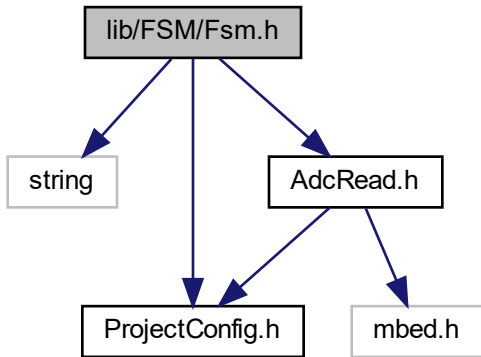 lib/FSM/Fsm.h
string
AdcRead.h
ProjectConfig.h
mbed.h